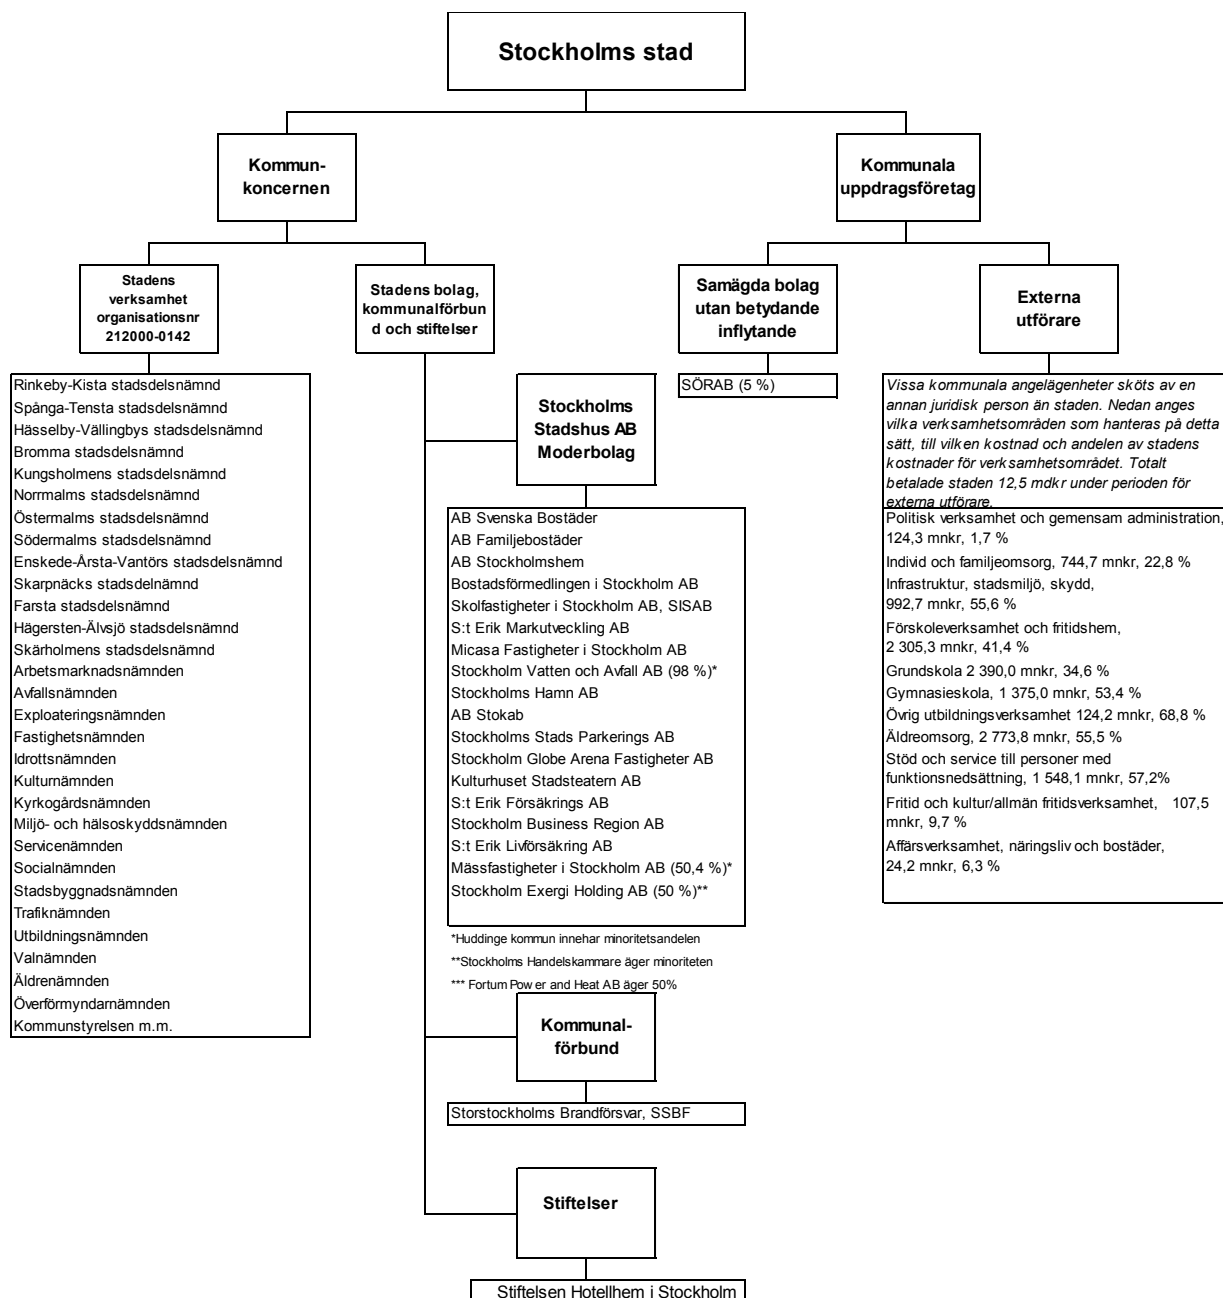 Stockholms stad
Kommun-
koncernen
Kommunala
uppdragsföretag
Stadens
verksamhet
organisationsnr
212000-0142
Stadens bolag,
kommunalförbun
d och stiftelser
Samägda bolag
utan betydande
inflytande
Externa
utförare
Rinkeby-Kista stadsdelsnämnd
Spånga-Tensta stadsdelsnämnd
Hässelby-Vällingbys stadsdelsnämnd
Bromma stadsdelsnämnd
Kungsholmens stadsdelsnämnd
Norrmalms stadsdelsnämnd
Östermalms stadsdelsnämnd
Södermalms stadsdelsnämnd
Enskede-Årsta-Vantörs stadsdelsnämnd
Skarpnäcks stadsdelnämnd
Farsta stadsdelsnämnd
Hägersten-Älvsjö stadsdelsnämnd
Skärholmens stadsdelsnämnd
Arbetsmarknadsnämnden
Avfallsnämnden
Exploateringsnämnden
Fastighetsnämnden
Idrottsnämnden
Kulturnämnden
Kyrkogårdsnämnden
Miljö- och hälsoskyddsnämnden
Servicenämnden
Socialnämnden
Stadsbyggnadsnämnden
Trafiknämnden
Utbildningsnämnden
Valnämnden
Äldrenämnden
Överförmyndarnämnden
Kommunstyrelsen m.m.
Stockholms
Stadshus AB
Moderbolag
AB Svenska Bostäder
AB Familjebostäder
AB Stockholmshem
Bostadsförmedlingen i Stockholm AB
Skolfastigheter i Stockholm AB, SISAB
S:t Erik Markutveckling AB
Micasa Fastigheter i Stockholm AB
Stockholm Vatten och Avfall AB (98 %)*
Stockholms Hamn AB
AB Stokab
Stockholms Stads Parkerings AB
Stockholm Globe Arena Fastigheter AB
Kulturhuset Stadsteatern AB
S:t Erik Försäkrings AB
Stockholm Business Region AB
S:t Erik Livförsäkring AB
Mässfastigheter i Stockholm AB (50,4 %)*
Stockholm Exergi Holding AB (50 %)**
*Huddinge kommun innehar minoritetsandelen
**Stockholms Handelskammare äger minoriteten
*** Fortum Power and Heat AB äger 50%
Kommunal-
förbund
Storstockholms Brandförsvar, SSBF
Stiftelser
Stiftelsen Hotellhem i Stockholm
SÖRAB (5 %)
Vissa kommunala angelägenheter sköts av en
annan juridisk person än staden. Nedan anges
vilka verksamhetsområden som hanteras på detta
sätt, till vilken kostnad och andelen av stadens
kostnader för verksamhetsområdet. Totalt
betalade staden 12,5 mdkr under perioden för
externa utförare.
Politisk verksamhet och gemensam administration,
124,3 mnkr, 1,7 %
Individ och familjeomsorg, 744,7 mnkr, 22,8 %
Infrastruktur, stadsmiljö, skydd,
992,7 mnkr, 55,6 %
Förskoleverksamhet och fritidshem,
2 305,3 mnkr, 41,4 %
Grundskola 2 390,0 mnkr, 34,6 %
Gymnasieskola, 1 375,0 mnkr, 53,4 %
Övrig utbildningsverksamhet 124,2 mnkr, 68,8 %
Äldreomsorg, 2 773,8 mnkr, 55,5 %
Stöd och service till personer med
funktionsnedsättning, 1 548,1 mnkr, 57,2%
Fritid och kultur/allmän fritidsverksamhet, 107,5
mnkr, 9,7 %
Affärsverksamhet, näringsliv och bostäder,
24,2 mnkr, 6,3 %